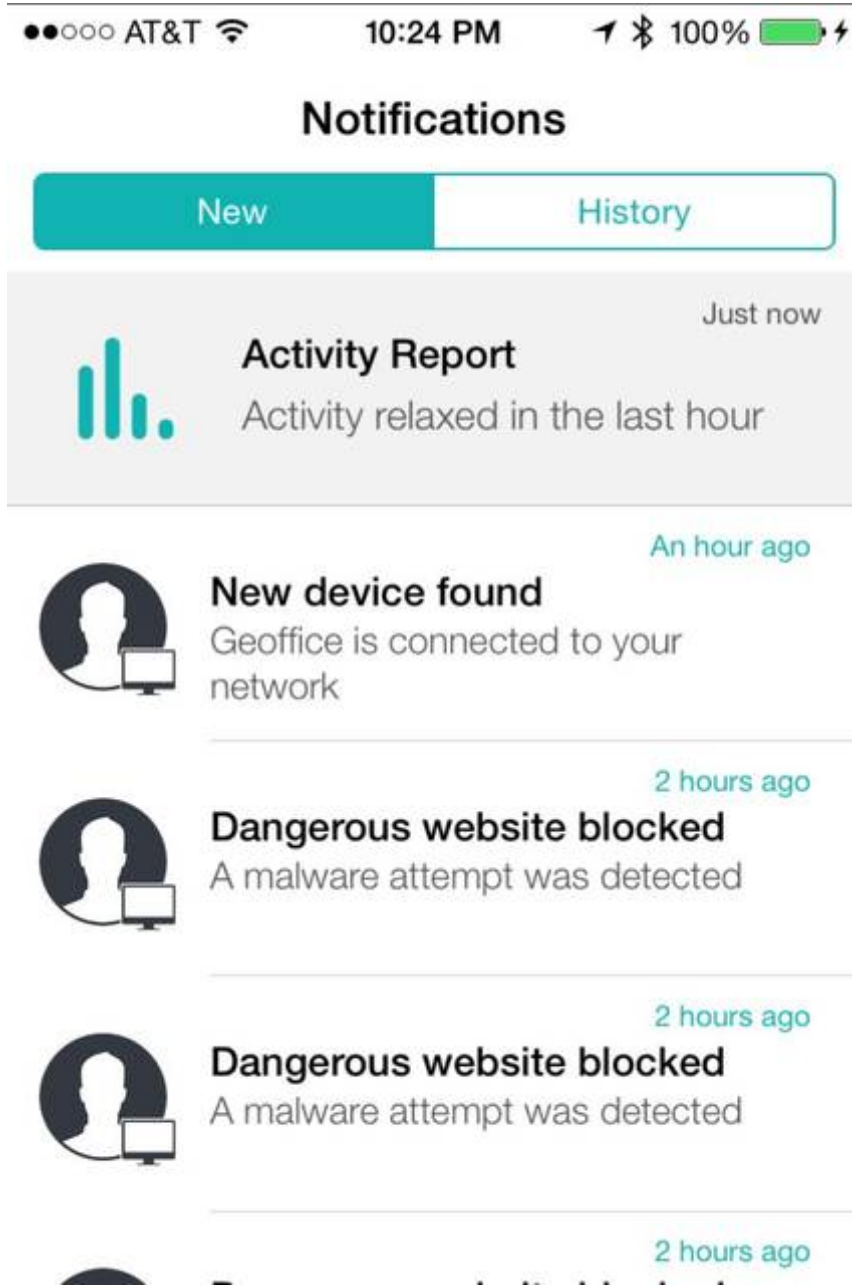 AT&T 10:24 PM 100%
Notifications
New History
Just now
Activity Report
Activity relaxed in the last hour
An hour ago
New device found
Geoffice is connected to your
network
2 hours ago
Dangerous website blocked
A malware attempt was detected
2 hours ago
Dangerous website blocked
A malware attempt was detected
2 hours ago